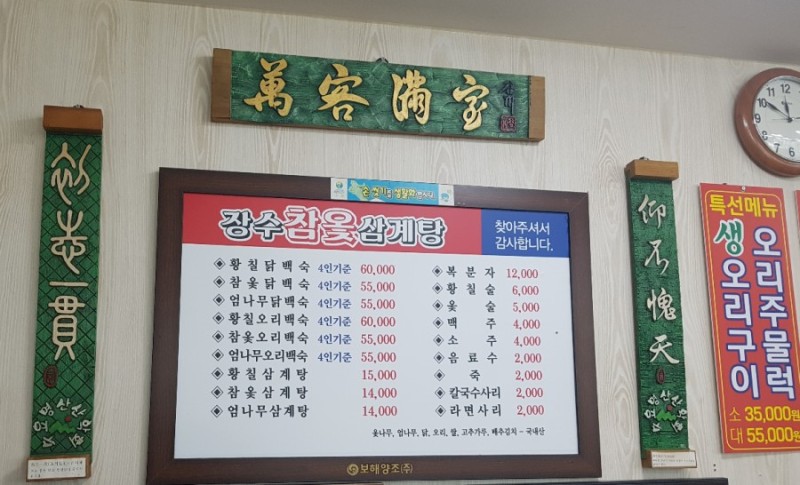 萬客滿室
初志一貫
仰不愧天
장수참옻삼계탕
찾아주셔서
감사합니다.
◈ 황칠닭백숙 4인기준 60,000
◈ 참옻닭백숙 4인기준 55,000
◈ 엄나무닭백숙 4인기준 55,000
◈ 황칠오리백숙 4인기준 60,000
◈ 참옻오리백숙 4인기준 55,000
◈ 엄나무오리백숙 4인기준 55,000
◈ 황칠삼계탕 15,000
◈ 참옻삼계탕 14,000
◈ 엄나무삼계탕 14,000
◈ 복분자 12,000
◈ 황칠술 6,000
◈ 옻술 5,000
◈ 맥주 4,000
◈ 소주 4,000
◈ 음료수 2,000
◈ 죽 2,000
◈ 칼국수사리 2,000
◈ 라면사리 2,000
옻나무, 엄나무, 닭, 오리, 쌀, 고추가루, 배추김치 - 국내산
보해양조(주)
특선메뉴
생오리구이
오리주물럭
소 35,000원
대 55,000원